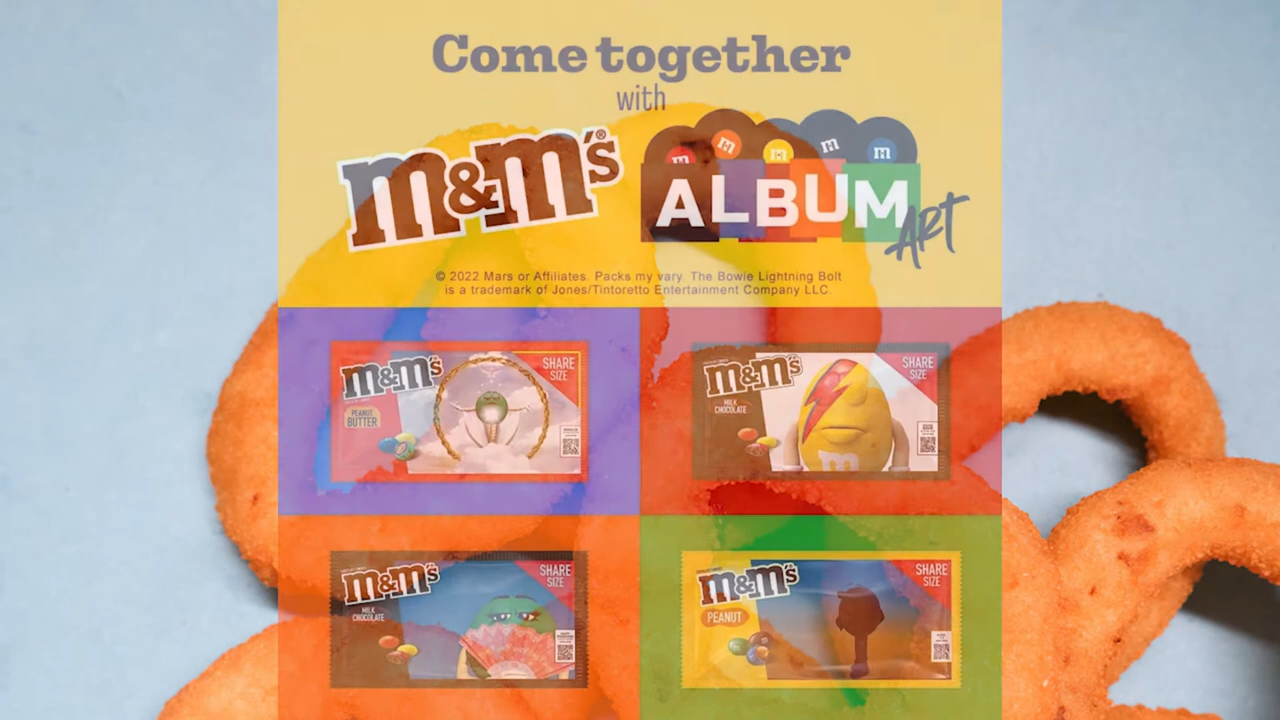 Come together
with
m&m's®
ALBUM
ART
© 2022 Mars or Affiliates. Packs my vary. The Bowie Lightning Bolt
is a trademark of Jones/Tintoretto Entertainment Company LLC.
m&m's
SHARE
SIZE
PEANUT
BUTTER
m&m's
SHARE
SIZE
MILK
CHOCOLATE
m
m&m's
SHARE
SIZE
MILK
CHOCOLATE
m&m's
SHARE
SIZE
PEANUT